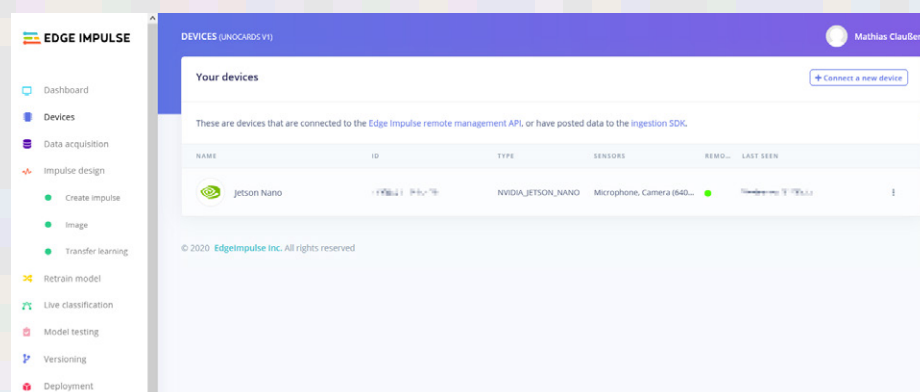 EDGE IMPULSE
Dashboard
Devices
Data acquisition
Impulse design
Create impulse
Image
Transfer learning
Retrain model
Live classification
Model testing
Versioning
Deployment
DEVICES (UNOCARDS V1)
Mathias Claußen
Your devices
+ Connect a new device
These are devices that are connected to the Edge Impulse remote management API, or have posted data to the ingestion SDK.
NAME ID TYPE SENSORS REMO... LAST SEEN
Jetson Nano NVIDIA_JETSON_NANO Microphone, Camera (640...
© 2020 EdgeImpulse Inc. All rights reserved